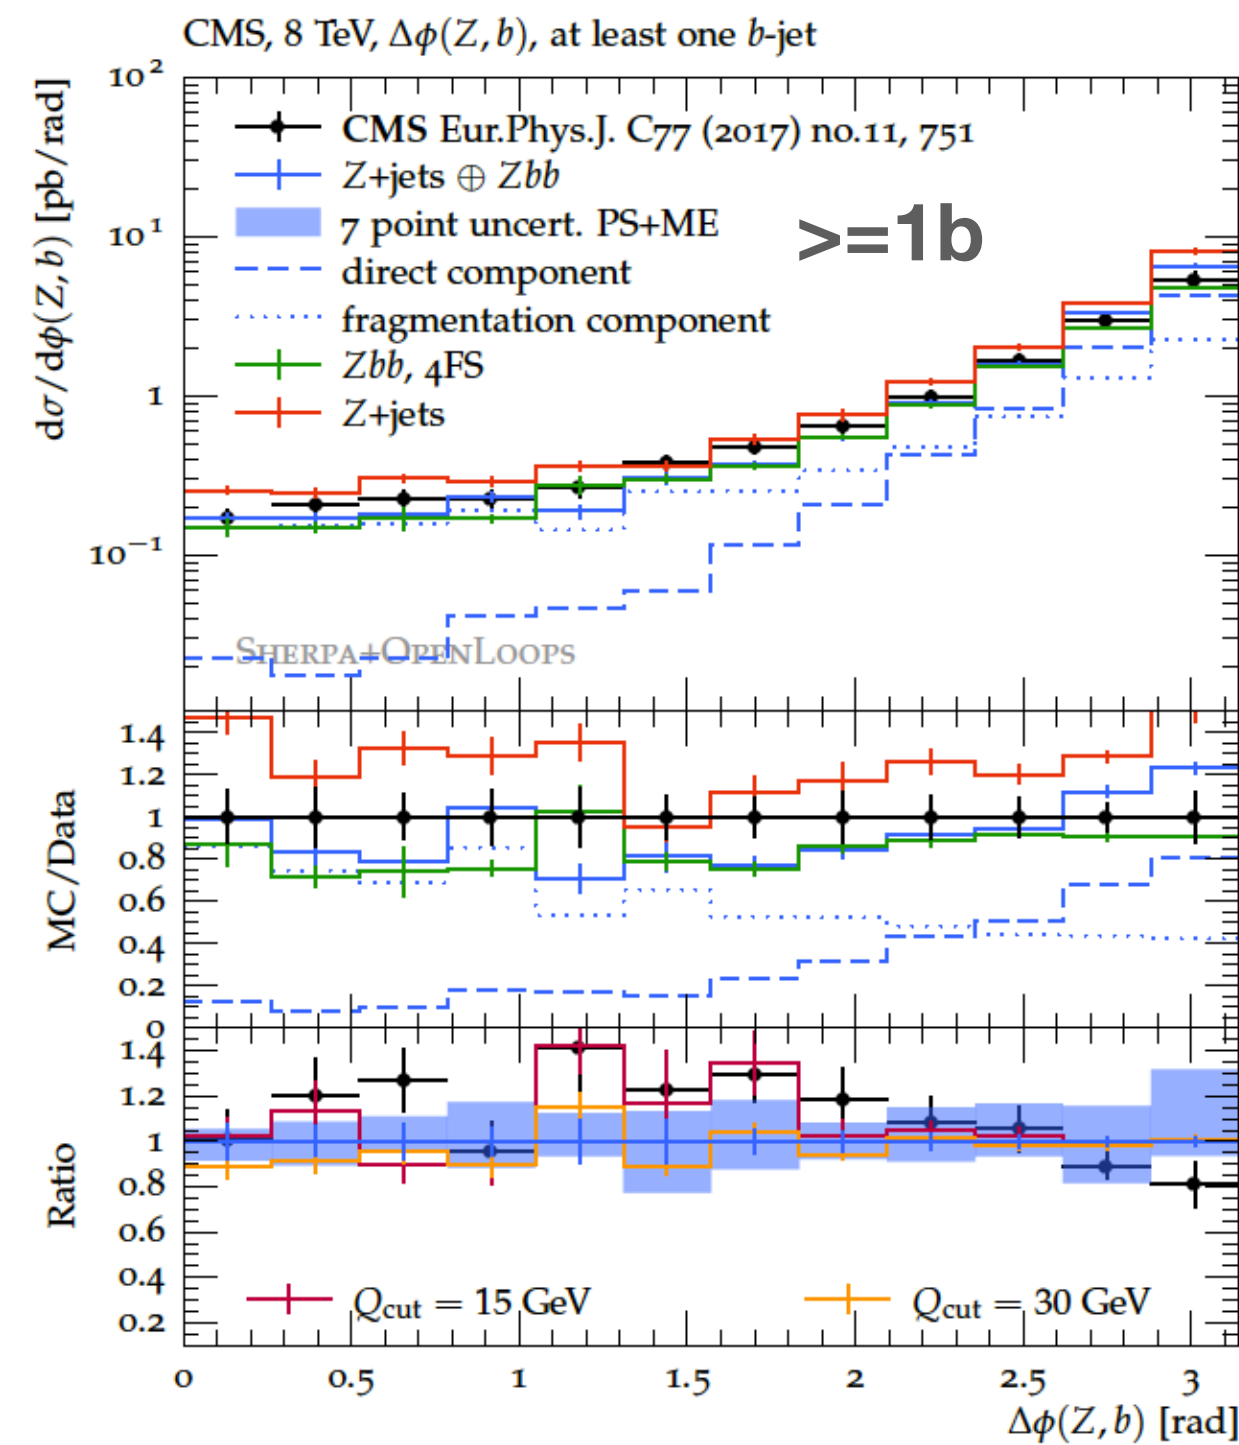 CMS, 8 TeV, Δϕ(Z, b), at least one b-jet
dσ/dϕ(Z, b) [pb/rad]
10²
10¹
1
10⁻¹
CMS Eur.Phys.J. C77 (2017) no.11, 751
Z+jets ⊕ Zbb
7 point uncert. PS+ME
direct component
fragmentation component
Zbb, 4FS
Z+jets
>=1b
SHERPA+OPENLOOPS
MC/Data
1.4
1.2
1
0.8
0.6
0.4
0.2
0
Ratio
1.4
1.2
1
0.8
0.6
0.4
0.2
Qcut = 15 GeV
Qcut = 30 GeV
0 0.5 1 1.5 2 2.5 3
Δϕ(Z, b) [rad]